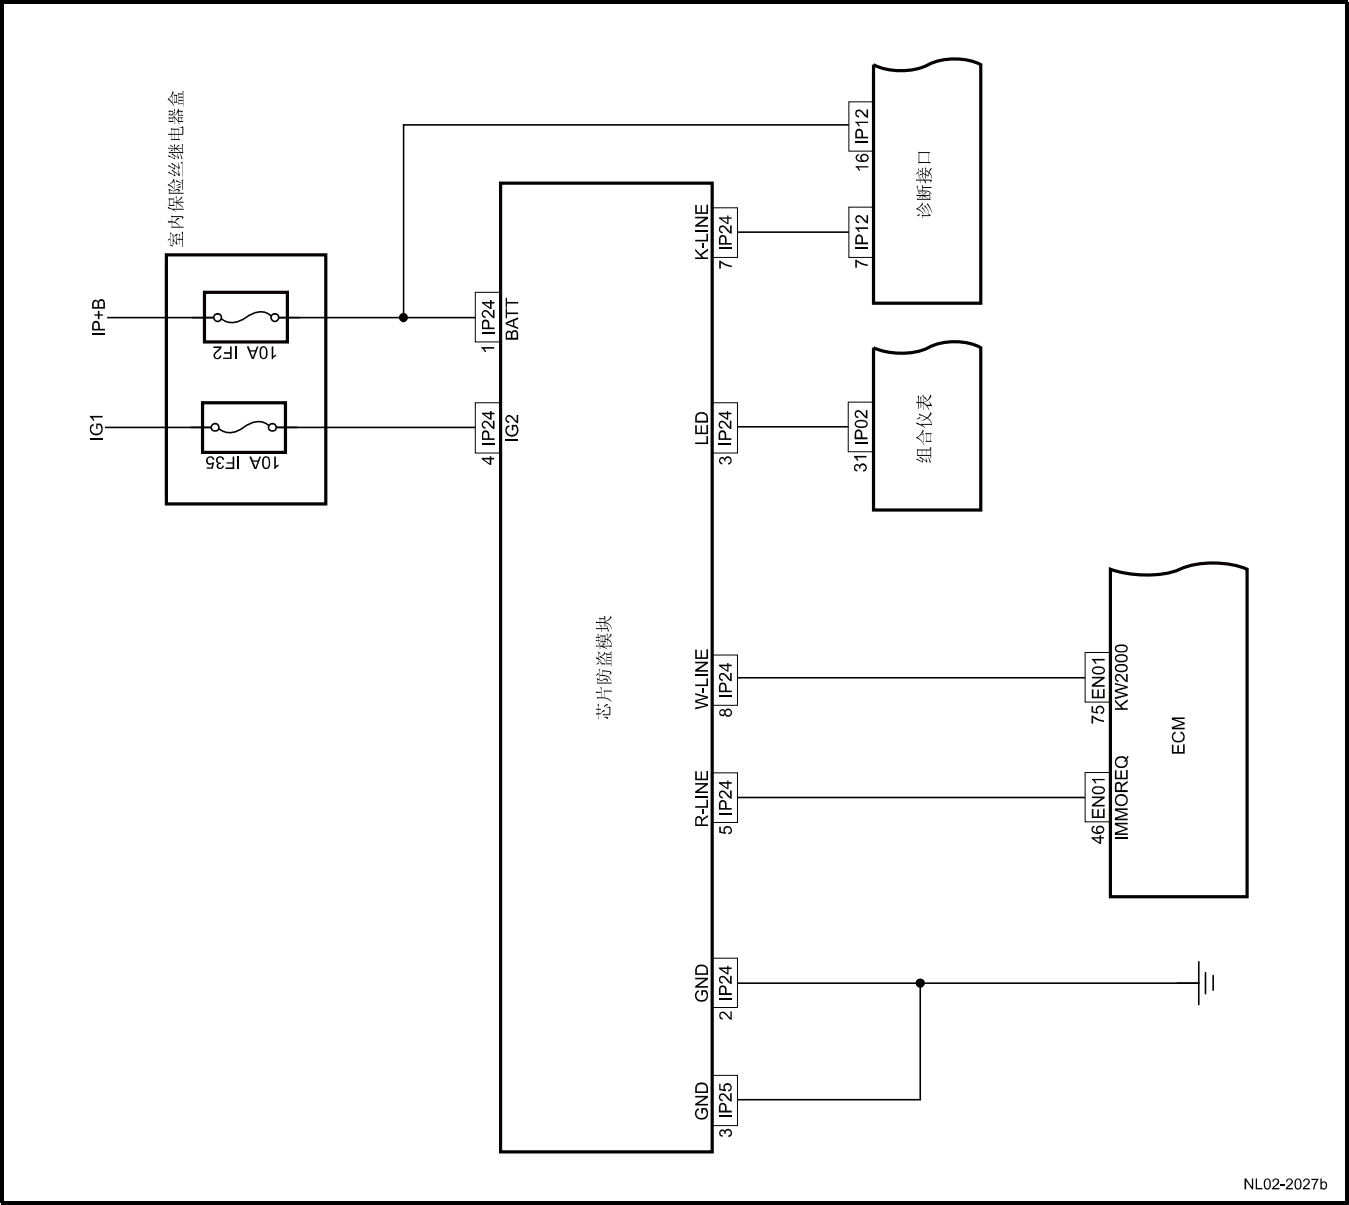 室内保险丝继电器盒
IP+B
10A IF2
IG1
10A IF35
1 IP24
BATT
4 IP24
IG2
芯片防盗模块
K-LINE
7 IP24
LED
3 IP24
W-LINE
8 IP24
R-LINE
5 IP24
GND
2 IP24
GND
3 IP25
16 IP12
7 IP12
诊断接口
31 IP02
组合仪表
75 EN01
KW2000
46 EN01
IMMOREQ
ECM
NL02-2027b